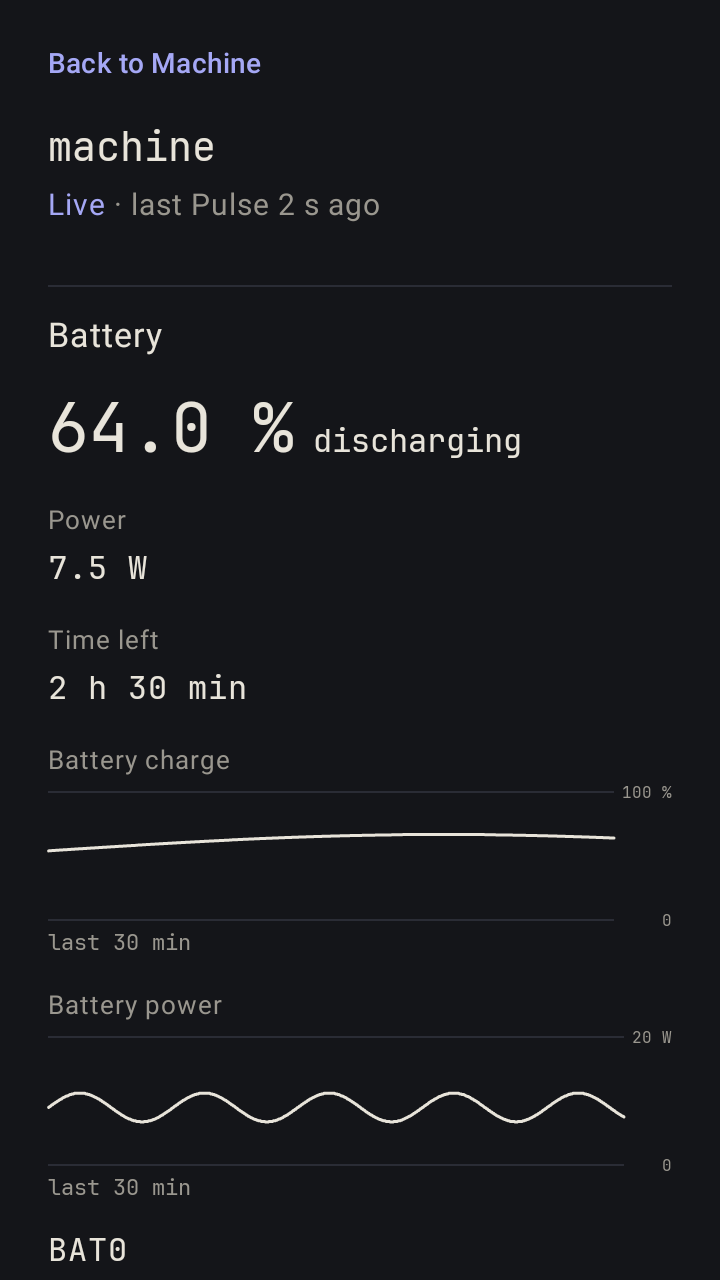 Back to Machine
machine
Live · last Pulse 2 s ago
Battery
64.0 % discharging
Power
7.5 W
Time left
2 h 30 min
Battery charge
100 %
0
last 30 min
Battery power
20 W
0
last 30 min
BAT0